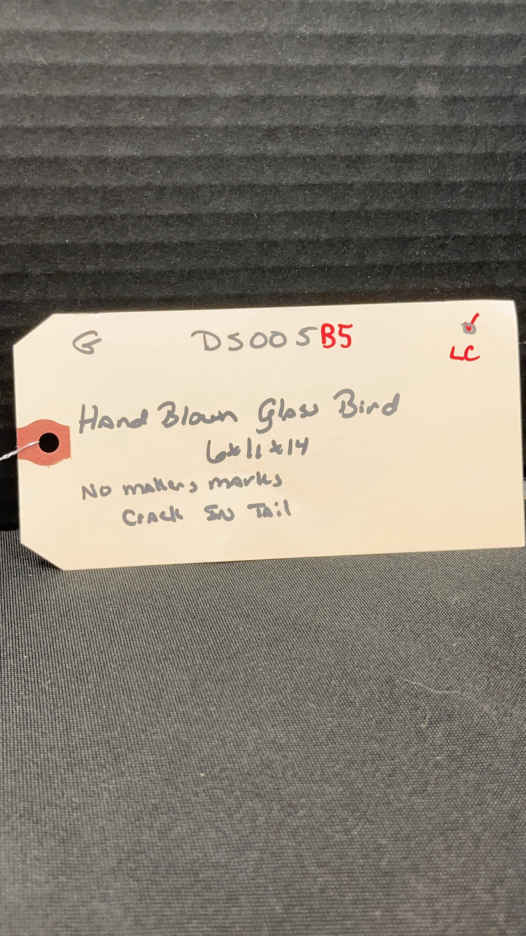 G DS005B5
LC
Hand Blown Glass Bird
6x11x14
No makers marks
Crack IN Tail